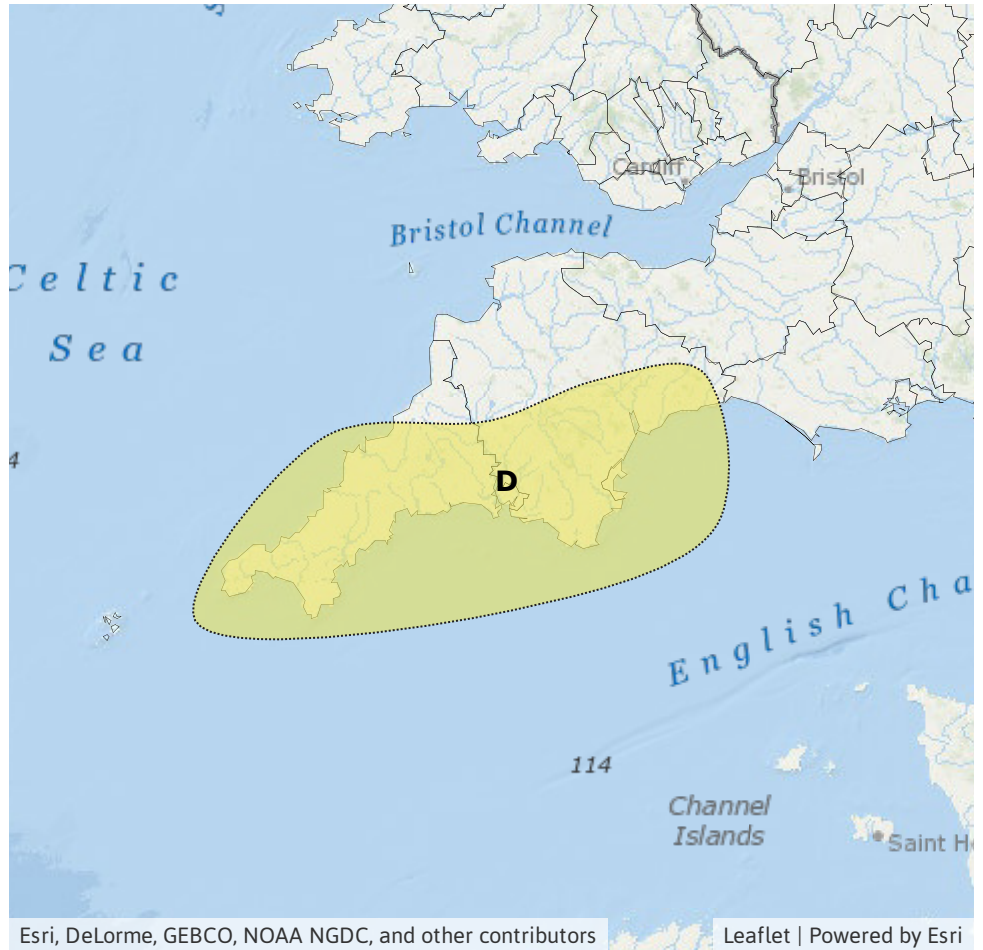 Cardiff
Bristol
Bristol Channel
Celtic
Sea
4
D
English Cha
114
Channel
Islands
Saint H
Esri, DeLorme, GEBCO, NOAA NGDC, and other contributors
Leaflet | Powered by Esri